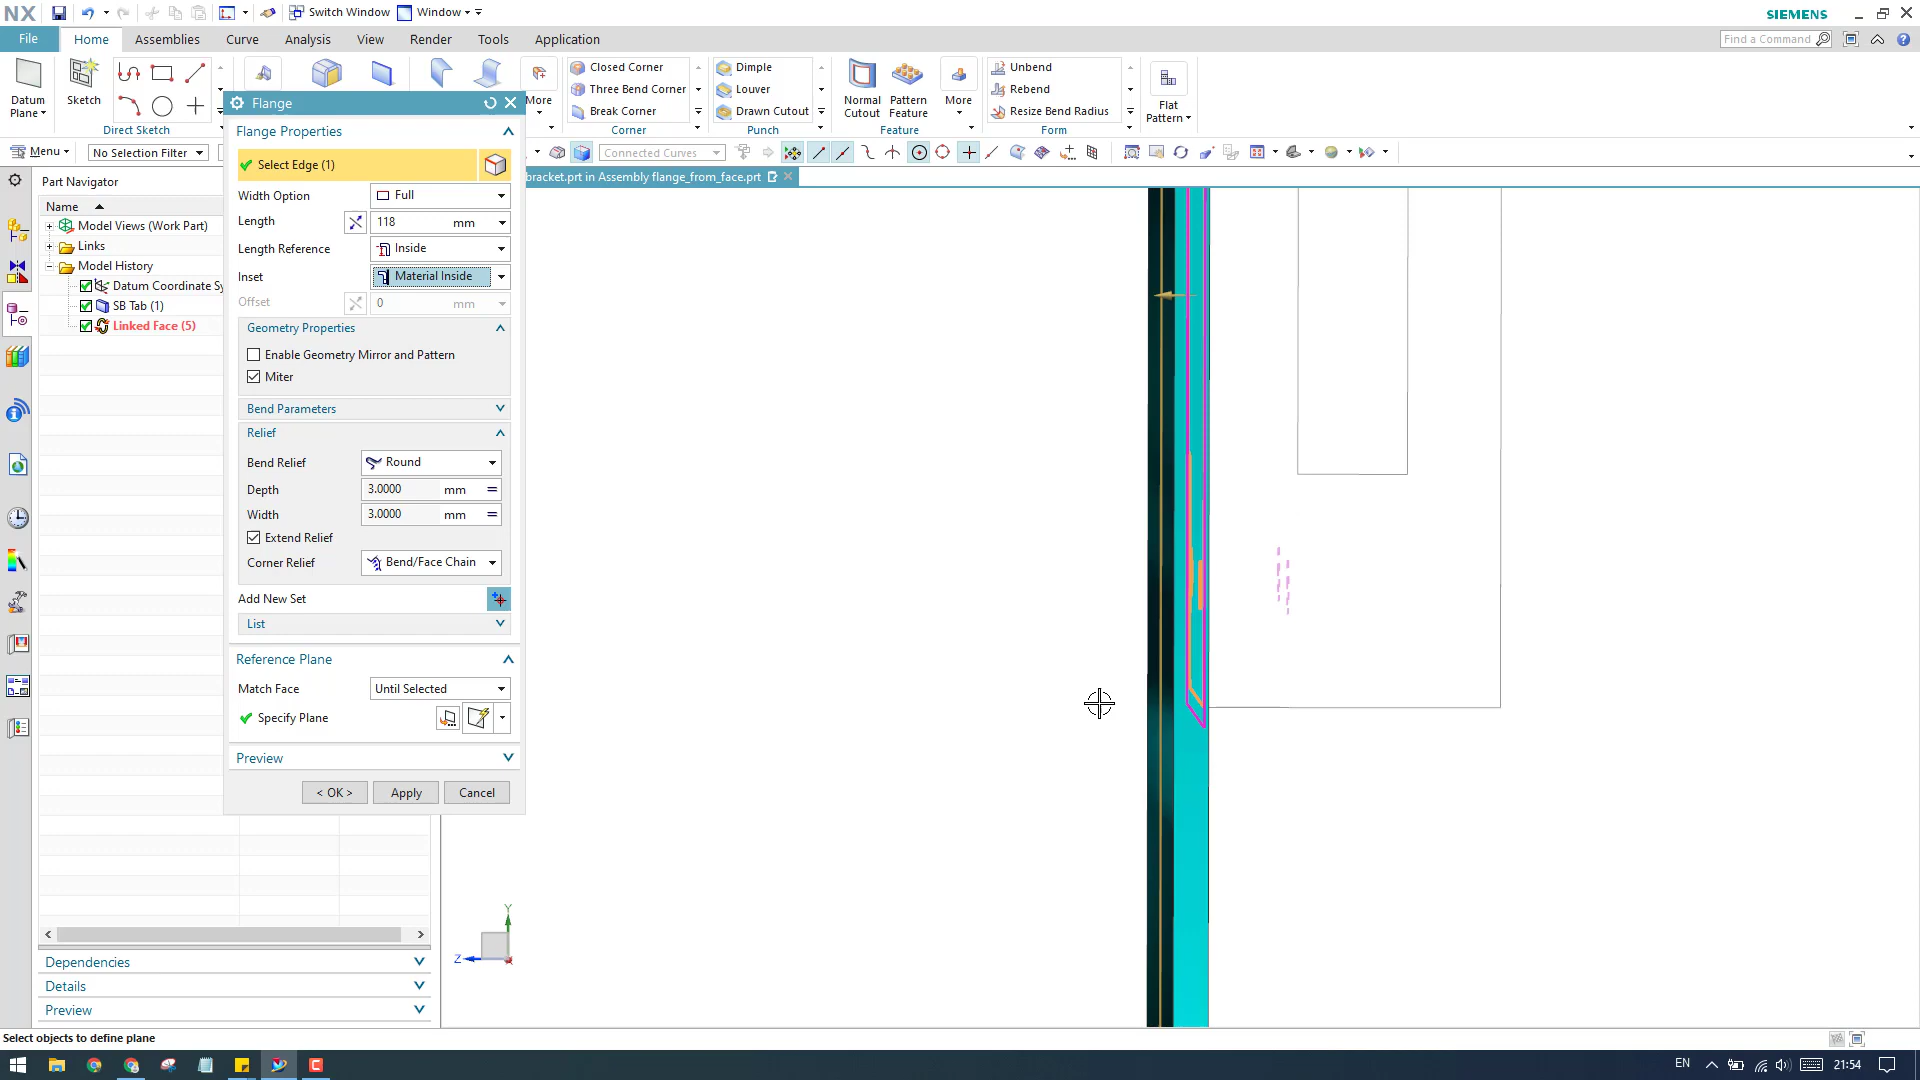 NX
Switch Window
Window
SIEMENS
File
Home
Assemblies
Curve
Analysis
View
Render
Tools
Application
Find a Command
Datum Plane
Sketch
Direct Sketch
More
Closed Corner
Three Bend Corner
Break Corner
Corner
Dimple
Louver
Drawn Cutout
Punch
Normal Cutout
Pattern Feature
More
Feature
Unbend
Rebend
Resize Bend Radius
Form
Flat Pattern
Menu
No Selection Filter
Connected Curves
bracket.prt in Assembly flange_from_face.prt
Part Navigator
Name
Model Views (Work Part)
Links
Model History
Datum Coordinate Sy
SB Tab (1)
Linked Face (5)
Dependencies
Details
Preview
Flange
Flange Properties
Select Edge (1)
Width Option
Full
Length
118
mm
Length Reference
Inside
Inset
Material Inside
Offset
0
mm
Geometry Properties
Enable Geometry Mirror and Pattern
Miter
Bend Parameters
Relief
Bend Relief
Round
Depth
3.0000
mm
=
Width
3.0000
mm
=
Extend Relief
Corner Relief
Bend/Face Chain
Add New Set
List
Reference Plane
Match Face
Until Selected
Specify Plane
Preview
< OK >
Apply
Cancel
Y
Z
Select objects to define plane
EN
21:54